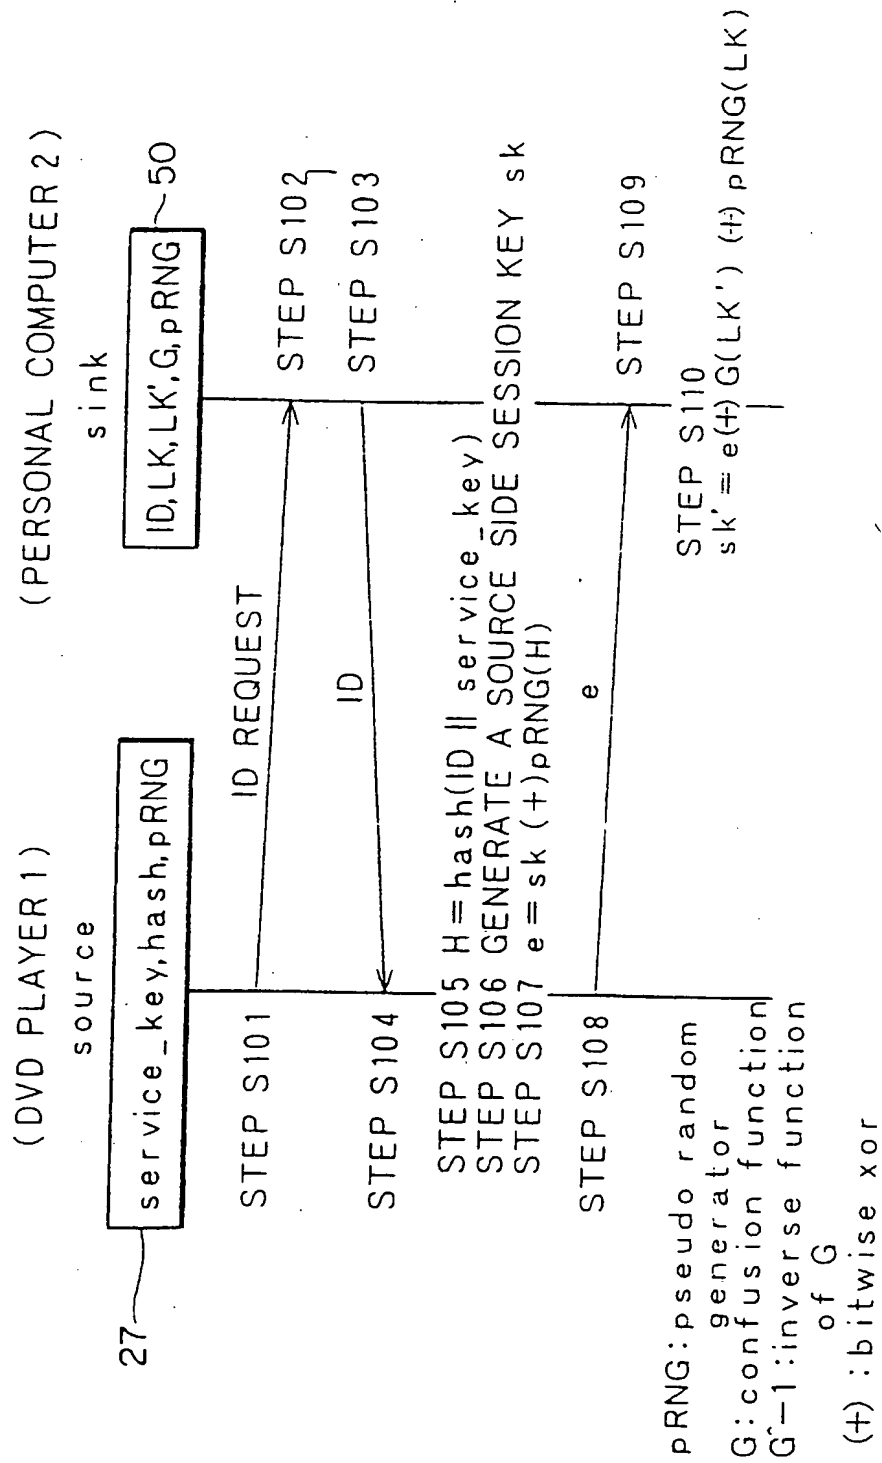 (DVD PLAYER 1)
source
(PERSONAL COMPUTER 2)
sink
27
service_key,hash,pRNG
ID,LK,LK',G,pRNG
50
STEP S101
ID REQUEST
STEP S102
ID
STEP S103
STEP S104
STEP S105 H=hash(ID || service_key)
STEP S106 GENERATE A SOURCE SIDE SESSION KEY sk
STEP S107 e=sk (+)pRNG(H)
STEP S108
e
STEP S109
STEP S110
sk'=e(+) G(LK') (+) pRNG(LK)
pRNG:pseudo random
generator
G:confusion function
G^-1:inverse function
of G
(+) :bitwise xor